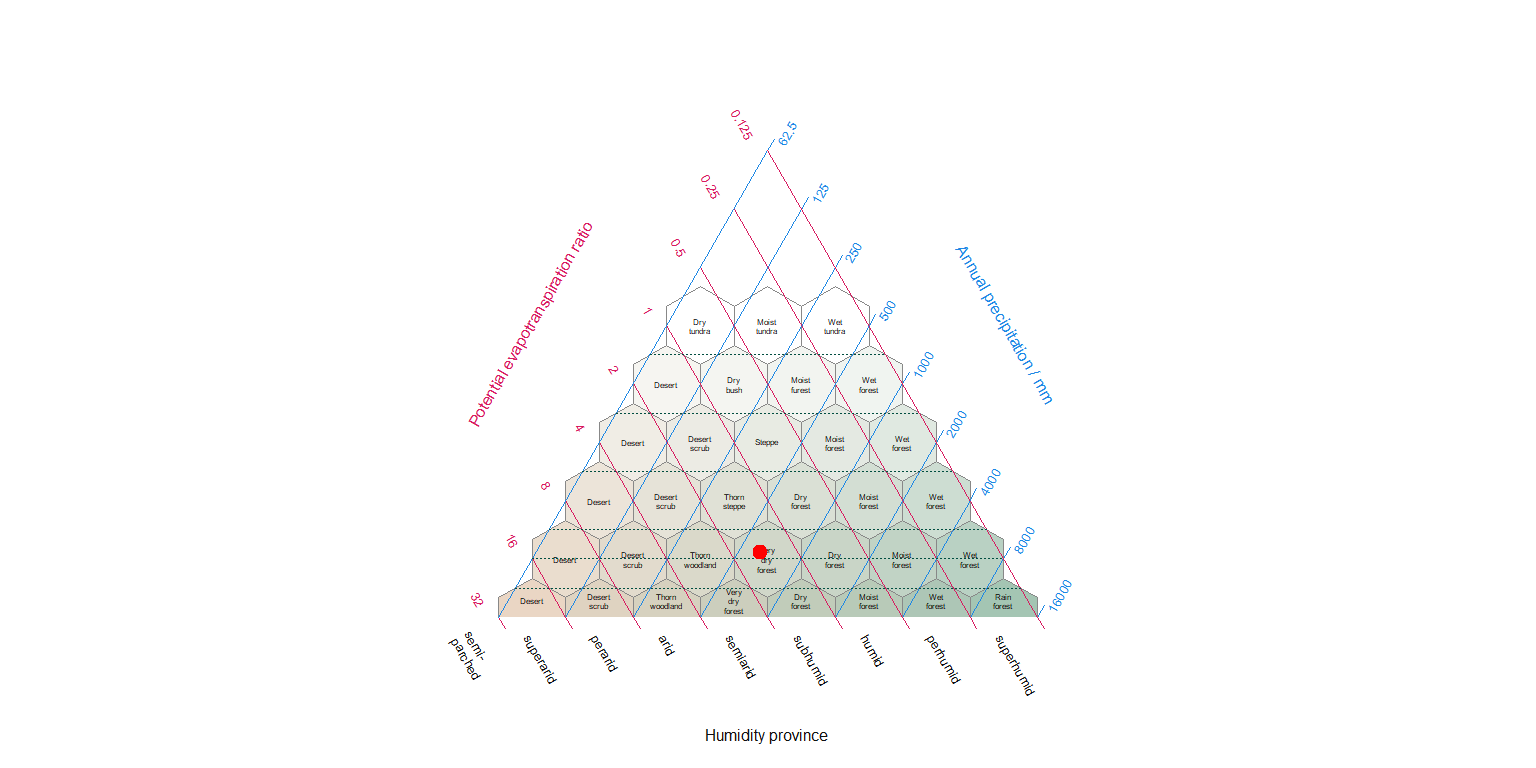 0.125
62.5
0.25
125
0.5
250
Potential evapotranspiration ratio
Annual precipitation / mm
1
500
Dry
tundra
Moist
tundra
Wet
tundra
2
1000
Desert
Dry
bush
Moist
furest
Wet
forest
4
2000
Desert
Desert
scrub
Steppe
Moist
forest
Wet
forest
8
4000
Desert
Desert
scrub
Thorn
steppe
Dry
forest
Moist
forest
Wet
forest
16
8000
Desert
Desert
scrub
Thorn
woodland
dry
forest
Dry
forest
Moist
forest
Wet
forest
32
16000
Desert
Desert
scrub
Thorn
woodland
Very
dry
forest
Dry
forest
Moist
forest
Wet
forest
Rain
forest
semi-
parched
superarid
perarid
arid
semiarid
subhumid
humid
perhumid
superhumid
Humidity province